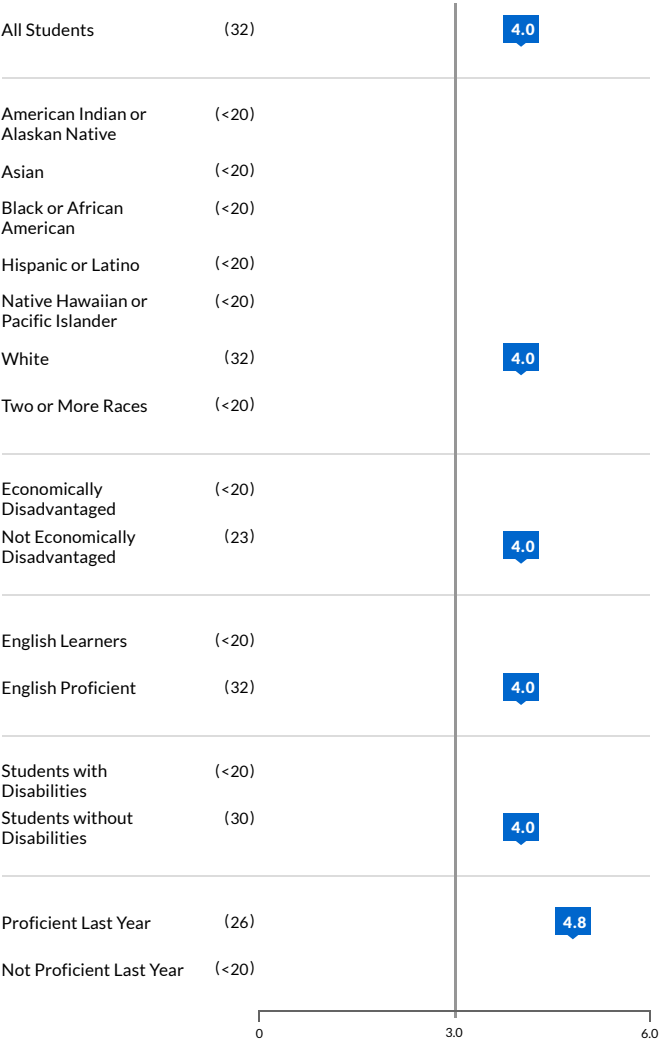 All Students (32) 4.0
American Indian or (<20)
Alaskan Native
Asian (<20)
Black or African (<20)
American
Hispanic or Latino (<20)
Native Hawaiian or (<20)
Pacific Islander
White (32) 4.0
Two or More Races (<20)
Economically (<20)
Disadvantaged
Not Economically (23) 4.0
Disadvantaged
English Learners (<20)
English Proficient (32) 4.0
Students with (<20)
Disabilities
Students without (30) 4.0
Disabilities
Proficient Last Year (26) 4.8
Not Proficient Last Year (<20)
0 3.0 6.0